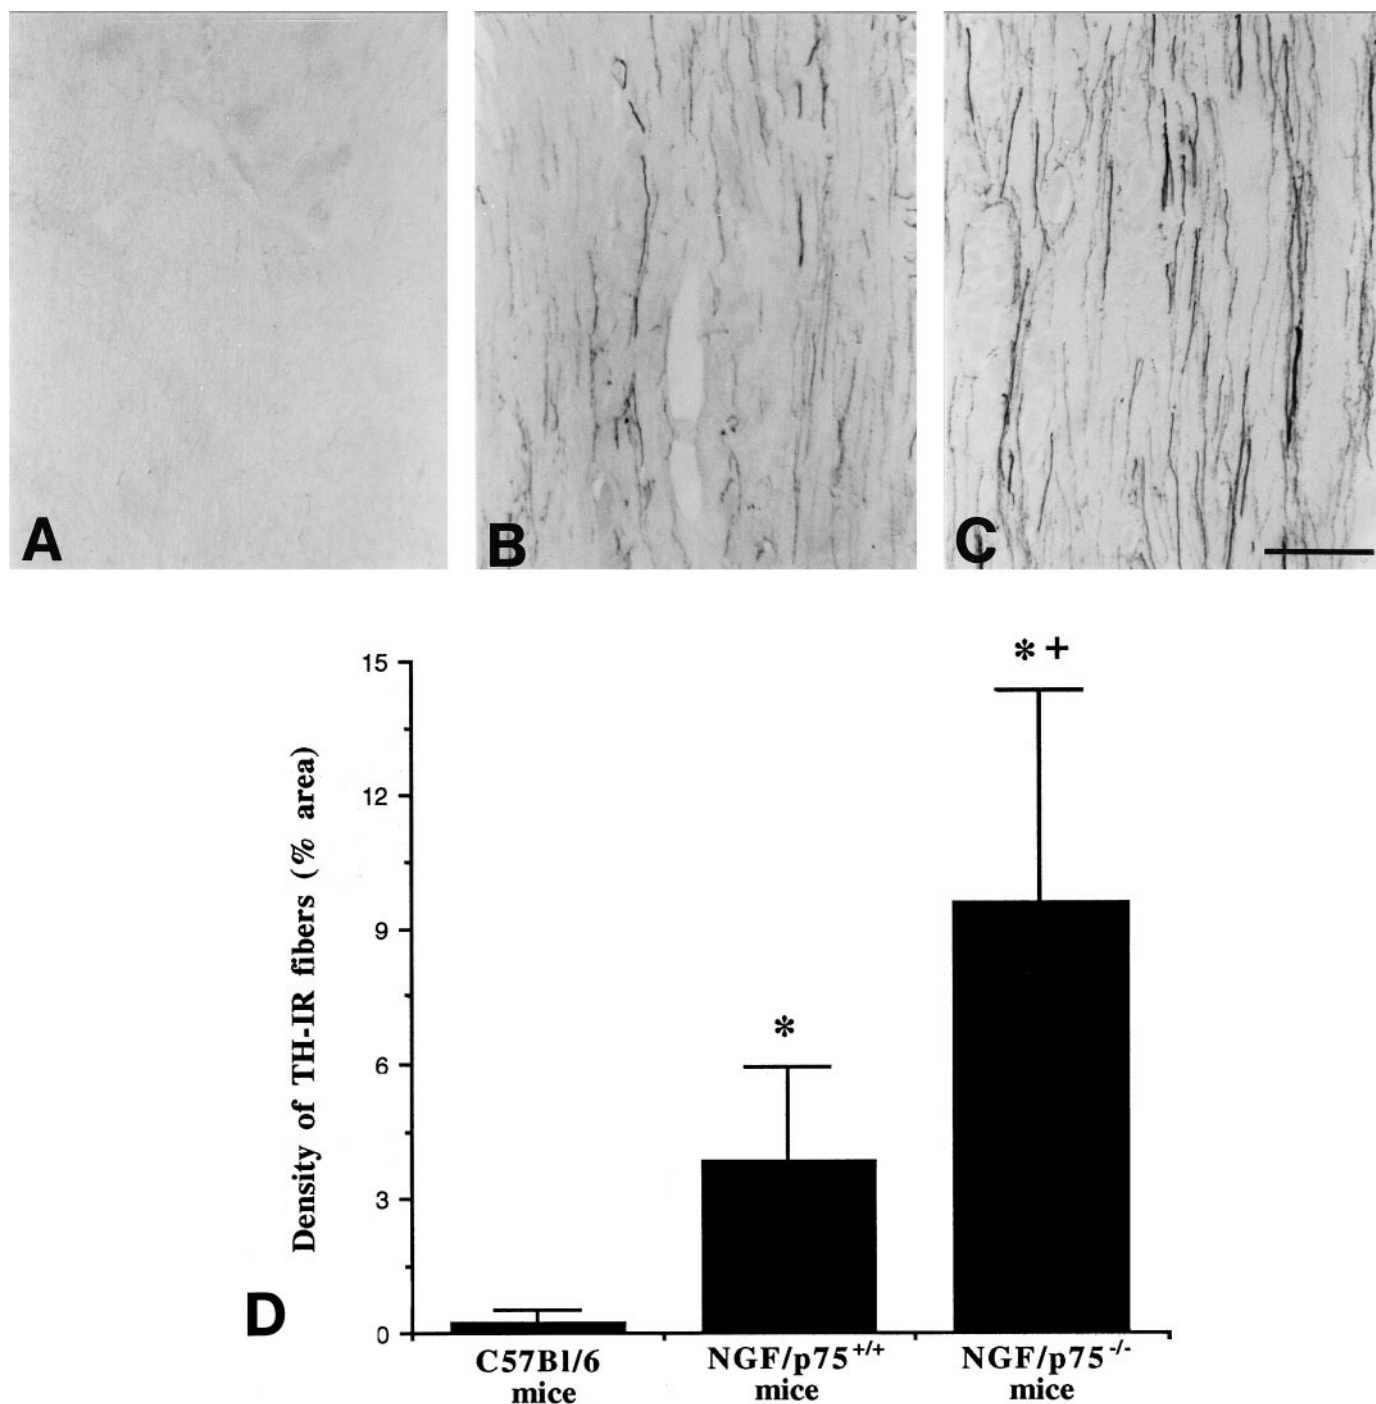 A
B
C
* +
15
12
9
6
3
0
Density of TH-IR fibers (% area)
*
D
C57Bl/6
mice
NGF/p75+/+
mice
NGF/p75-/-
mice